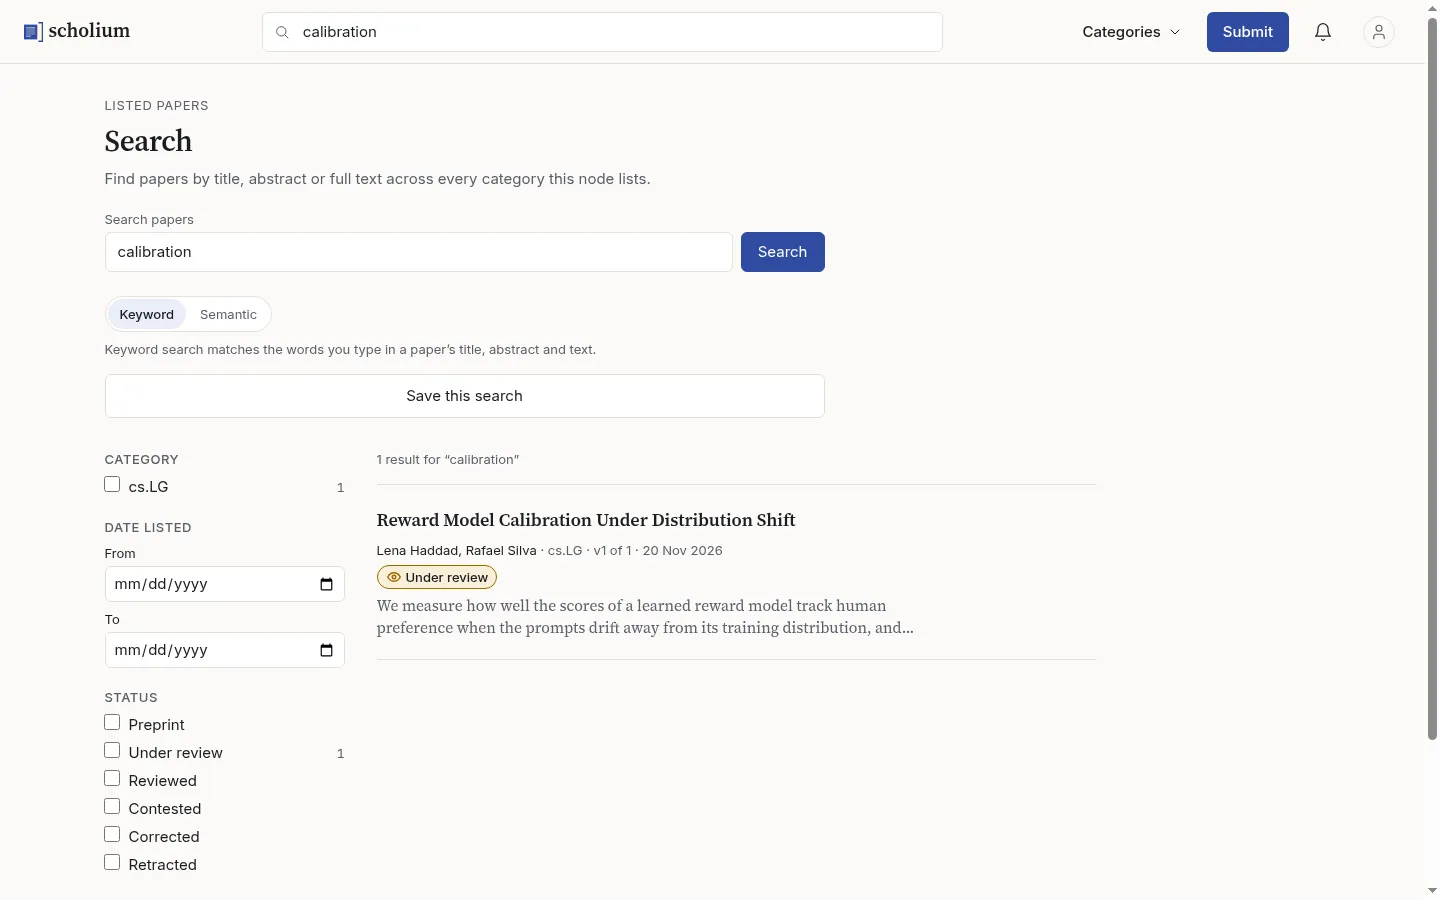 scholium
calibration
Categories
Submit
LISTED PAPERS
Search
Find papers by title, abstract or full text across every category this node lists.
Search papers
calibration
Search
Keyword
Semantic
Keyword search matches the words you type in a paper’s title, abstract and text.
Save this search
CATEGORY
cs.LG 1
DATE LISTED
From
mm/dd/yyyy
To
mm/dd/yyyy
STATUS
Preprint
Under review 1
Reviewed
Contested
Corrected
Retracted
1 result for “calibration”
Reward Model Calibration Under Distribution Shift
Lena Haddad, Rafael Silva · cs.LG · v1 of 1 · 20 Nov 2026
Under review
We measure how well the scores of a learned reward model track human
preference when the prompts drift away from its training distribution, and...